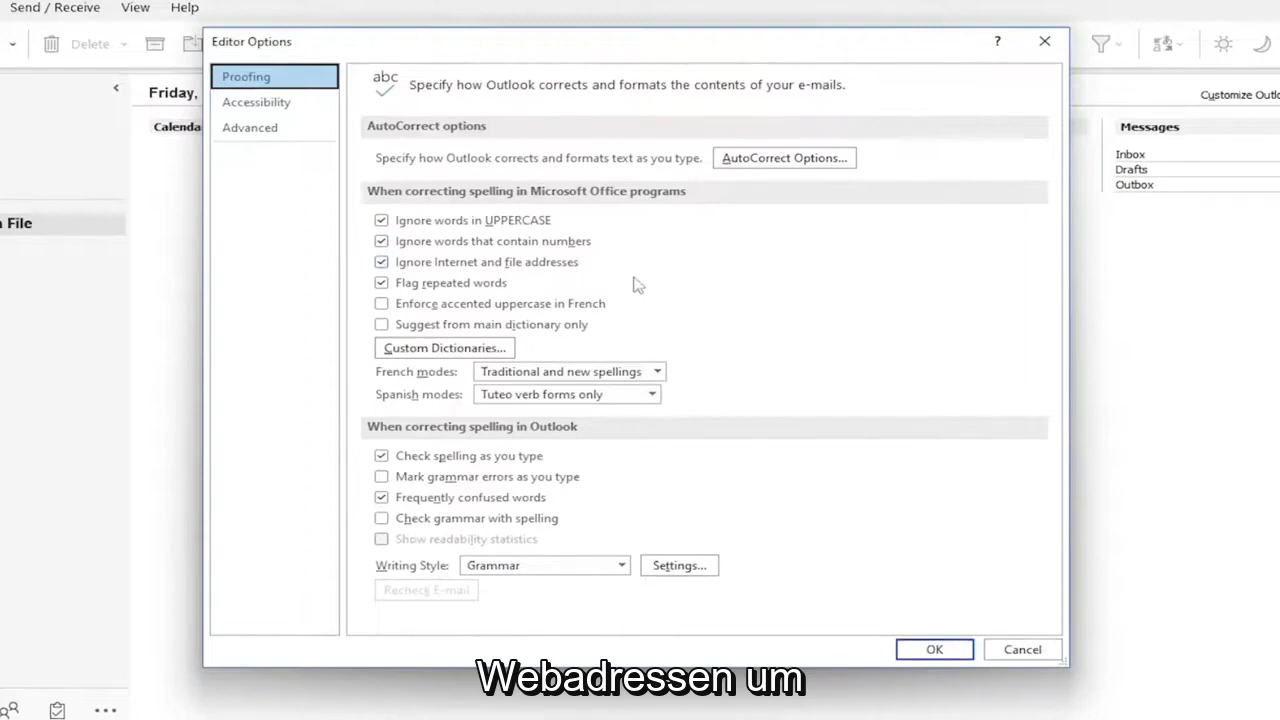 Send / Receive View Help
Delete
Editor Options
?
Proofing
Accessibility
Advanced
abc
Specify how Outlook corrects and formats the contents of your e-mails.
AutoCorrect options
Specify how Outlook corrects and formats text as you type. AutoCorrect Options...
When correcting spelling in Microsoft Office programs
Ignore words in UPPERCASE
Ignore words that contain numbers
Ignore Internet and file addresses
Flag repeated words
Enforce accented uppercase in French
Suggest from main dictionary only
Custom Dictionaries...
French modes: Traditional and new spellings
Spanish modes: Tuteo verb forms only
When correcting spelling in Outlook
Check spelling as you type
Mark grammar errors as you type
Frequently confused words
Check grammar with spelling
Show readability statistics
Writing Style: Grammar Settings...
Recheck E-mail
OK Cancel
Friday,
Calenda
File
Customize Outlo
Messages
Inbox
Drafts
Outbox
Webadressen um